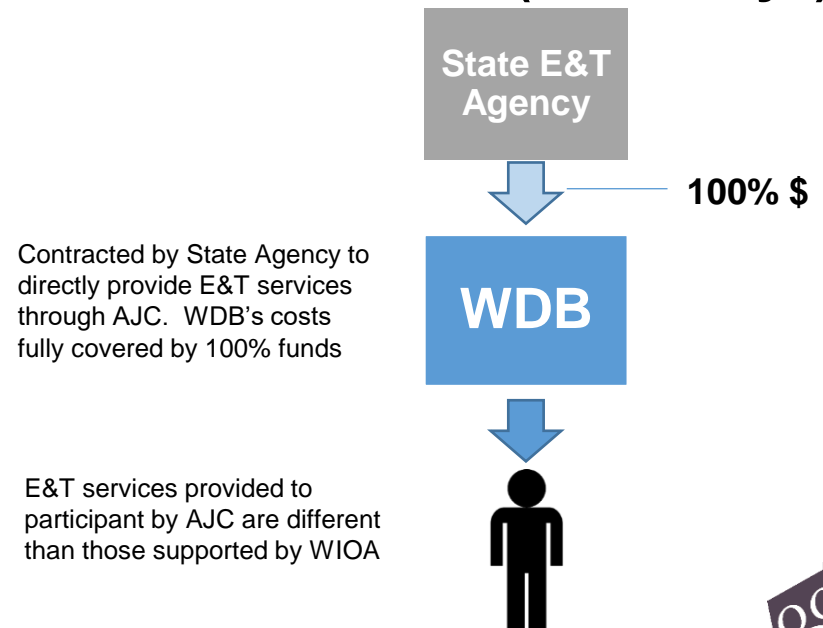 State E&T
Agency
100% $
Contracted by State Agency to
directly provide E&T services
through AJC.  WDB's costs
fully covered by 100% funds
WDB
E&T services provided to
participant by AJC are different
than those supported by WIOA